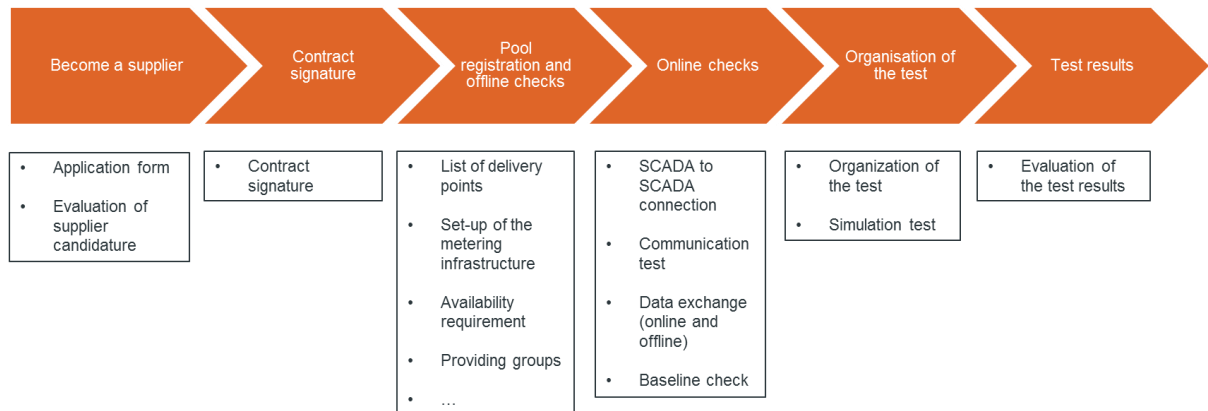 Become a supplier
Contract
signature
Pool
registration and
offline checks
Online checks
Organisation of
the test
Test results
• Application form
• Evaluation of
supplier
candidature
• Contract
signature
• List of delivery
points
• Set-up of the
metering
infrastructure
• Availability
requirement
• Providing groups
• ...
• SCADA to
SCADA
connection
• Communication
test
• Data exchange
(online and
offline)
• Baseline check
• Organization of
the test
• Simulation test
• Evaluation of
the test results